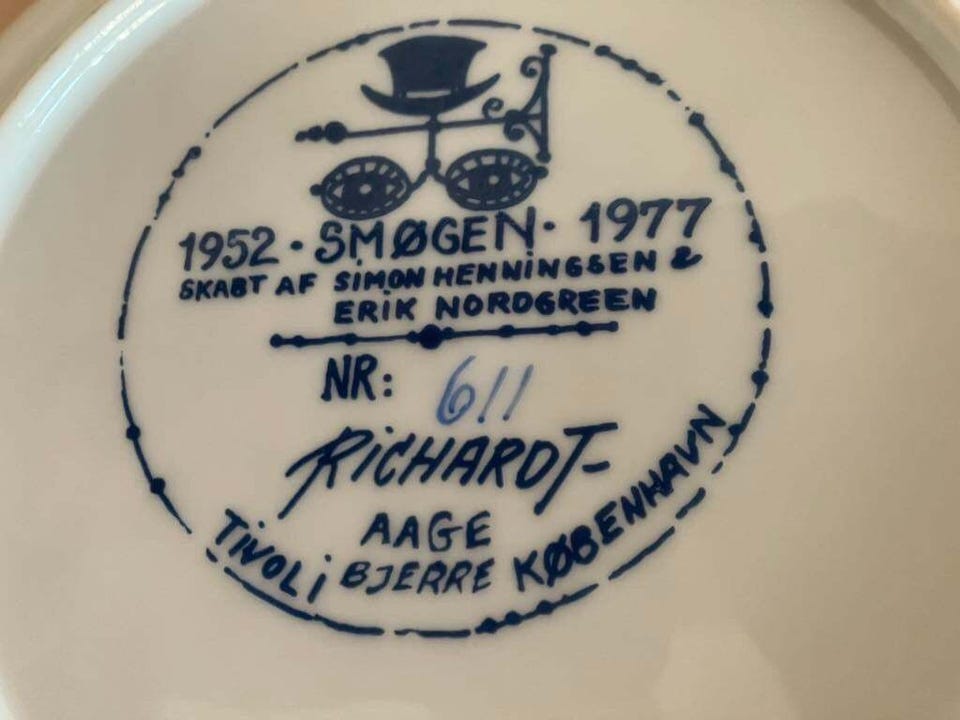 1952 · SMØGEN · 1977
SKABT AF SIMON HENNINGSEN &
ERIK NORDGREEN
NR: 611
RICHARDT
AAGE
BJERRE
TIVOLI KØBENHAVN